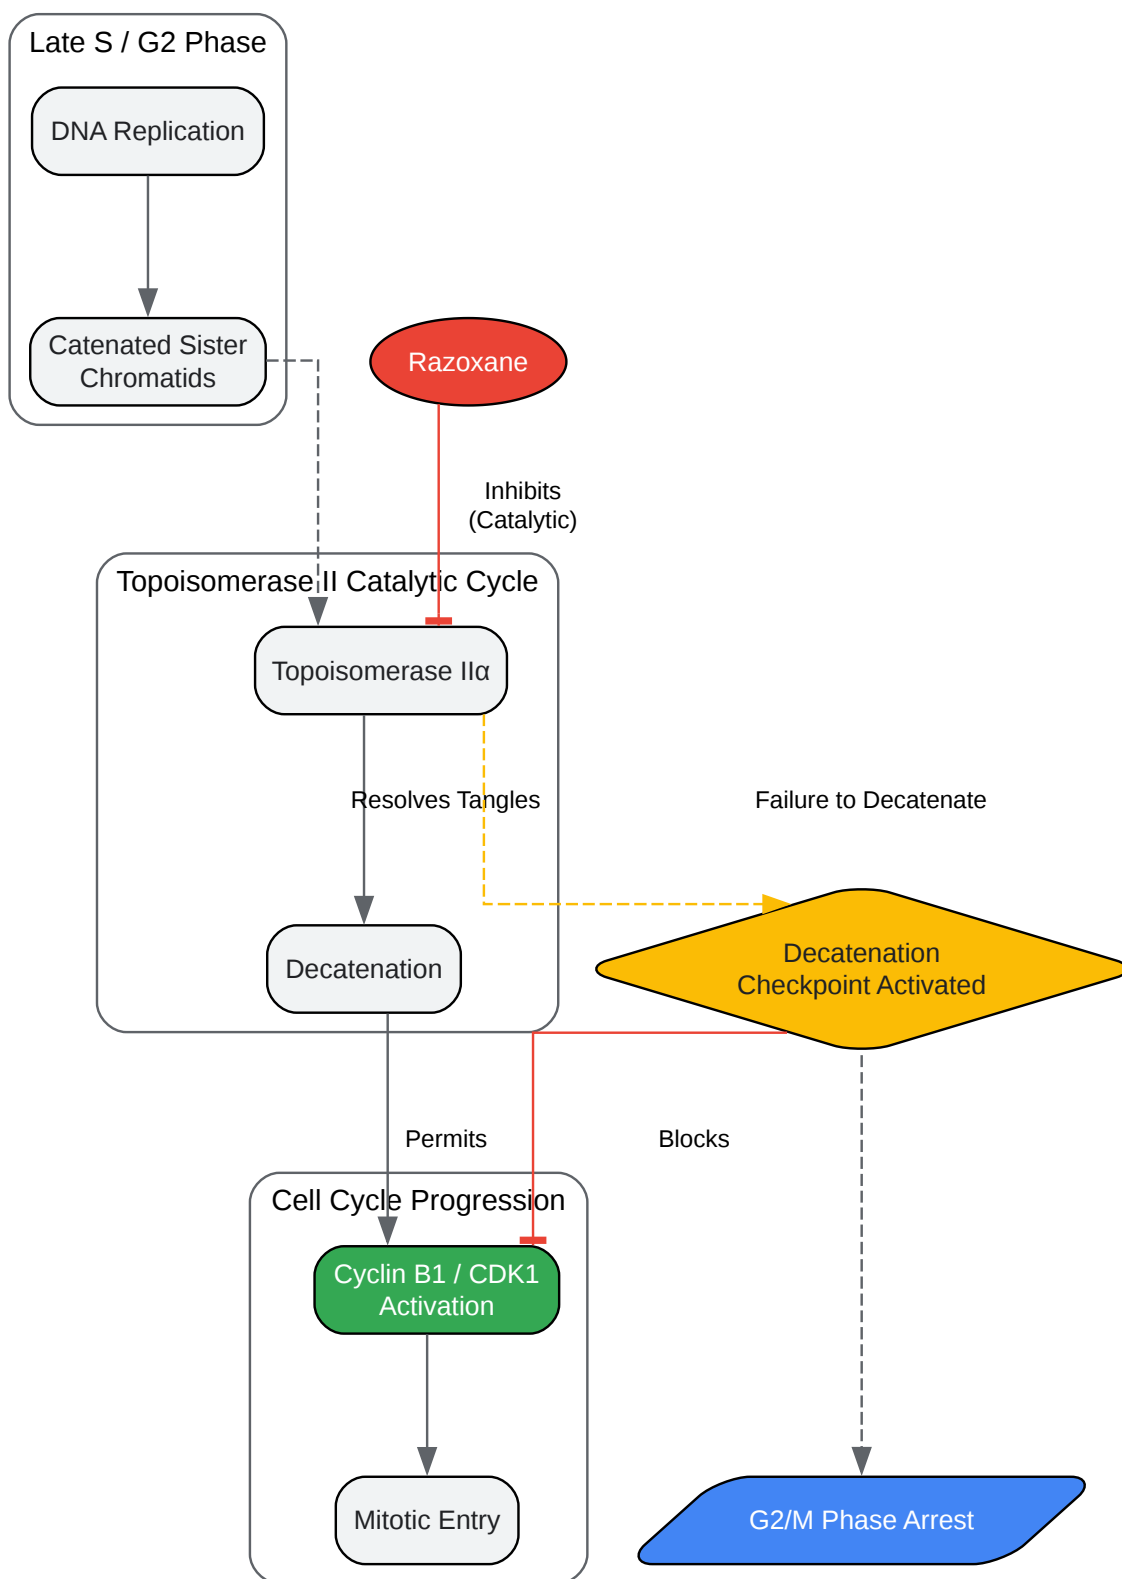 Late S / G2 Phase
DNA Replication
Catenated Sister
Chromatids
Razoxane
Inhibits
(Catalytic)
Topoisomerase II Catalytic Cycle
Topoisomerase IIα
Resolves Tangles
Failure to Decatenate
Decatenation
Decatenation
Checkpoint Activated
Permits
Blocks
Cell Cycle Progression
Cyclin B1 / CDK1
Activation
Mitotic Entry
G2/M Phase Arrest